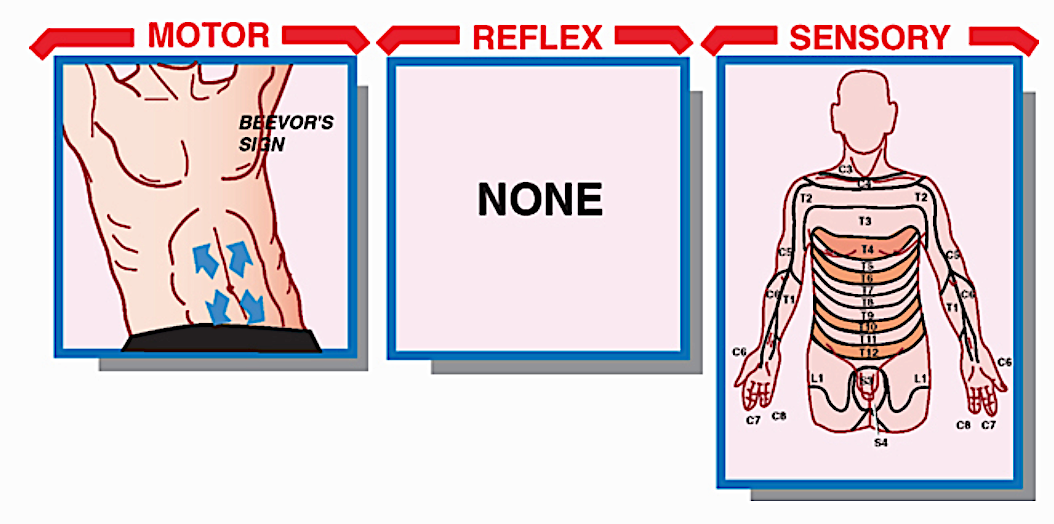 MOTOR
REFLEX
SENSORY
BEEVOR'S
SIGN
NONE
C3
C4
T2
T2
T3
T4
C5
C5
T5
T6
T7
C6
C6
T1
T8
T1
T9
T10
T11
C6
T12
C6
L1
S3
L1
C7
C8
C8
C7
S4